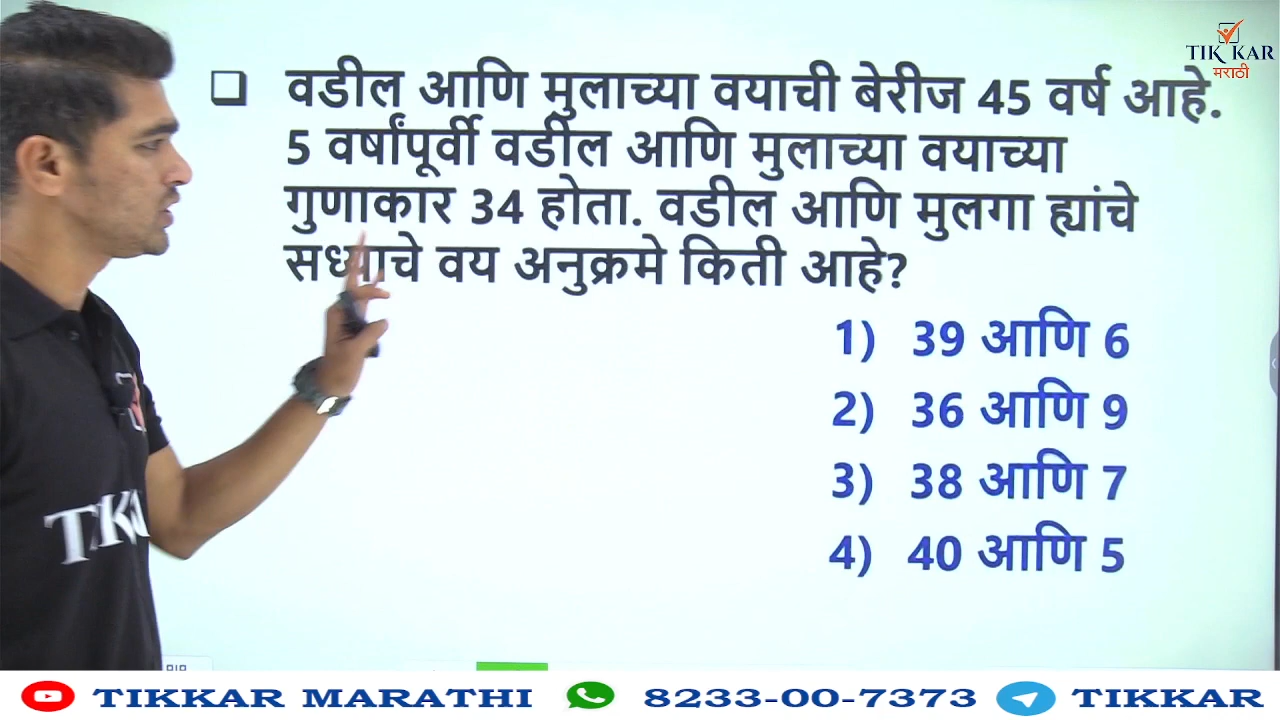 TIKKAR
मराठी
❑ वडील आणि मुलाच्या वयाची बेरीज 45 वर्ष आहे.
5 वर्षांपूर्वी वडील आणि मुलाच्या वयाच्या
गुणाकार 34 होता. वडील आणि मुलगा ह्यांचे
सध्याचे वय अनुक्रमे किती आहे?
1) 39 आणि 6
2) 36 आणि 9
3) 38 आणि 7
4) 40 आणि 5
TIKKAR MARATHI 8233-00-7373 TIKKAR